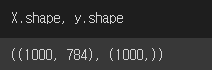 X.shape, y.shape
((1000, 784), (1000,))